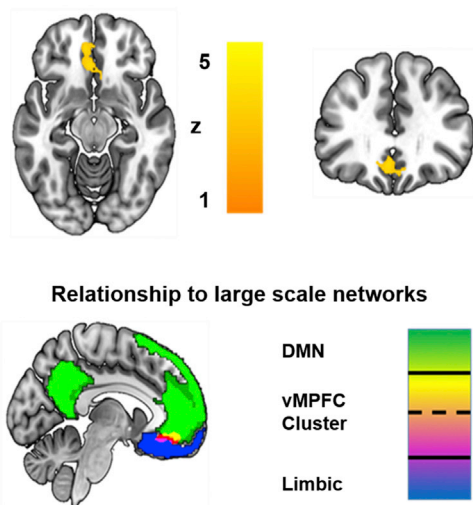 5
z
1
Relationship to large scale networks
DMN
vMPFC
Cluster
Limbic